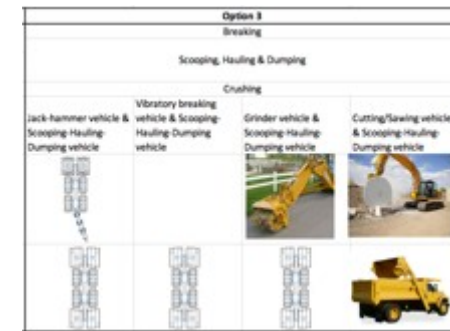 Option 3
Breaking
Scooping, Hauling & Dumping
Crushing
Jack-hammer vehicle &
Scooping-Hauling-
Dumping vehicle
Vibratory breaking
vehicle & Scooping-
Hauling-Dumping
vehicle
Grinder vehicle &
Scooping-Hauling-
Dumping vehicle
Cutting/Sawing vehicle
& Scooping-Hauling-
Dumping vehicle